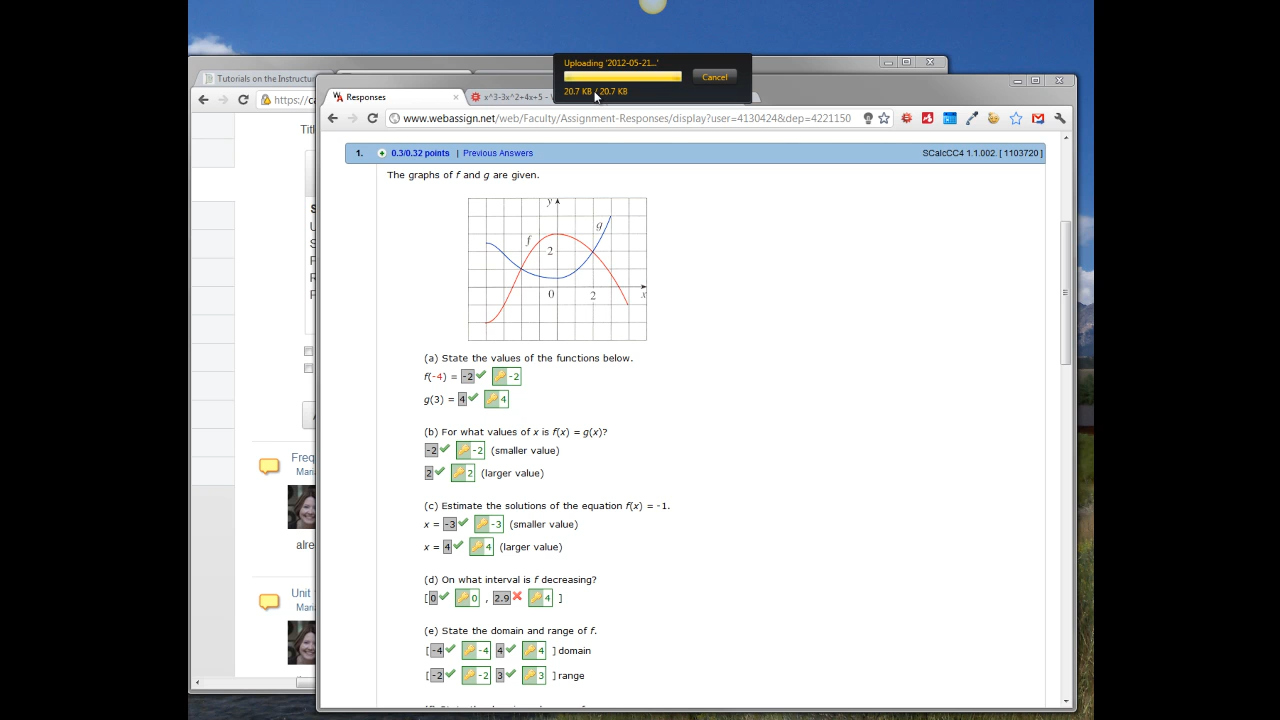 Uploading '2012-05-21...'
Cancel
20.7 KB / 20.7 KB
Tutorials on the Instructu
https://ca
Responses
x^3-3x^2+4x+5 -
www.webassign.net/web/Faculty/Assignment-Responses/display?user=4130424&dep=4221150
1. 0.3/0.32 points | Previous Answers SCalcCC4 1.1.002. [ 1103720 ]
The graphs of f and g are given.
y
g
f
2
0 2 x
(a) State the values of the functions below.
f(-4) = -2 -2
g(3) = 4 4
(b) For what values of x is f(x) = g(x)?
-2 -2 (smaller value)
2 2 (larger value)
(c) Estimate the solutions of the equation f(x) = -1.
x = -3 -3 (smaller value)
x = 4 4 (larger value)
(d) On what interval is f decreasing?
[ 0 0 , 2.9 4 ]
(e) State the domain and range of f.
[ -4 -4 4 4 ] domain
[ -2 -2 3 3 ] range
Titl
S
U
S
F
R
F
Freq
Maria
alre
Unit
Maria